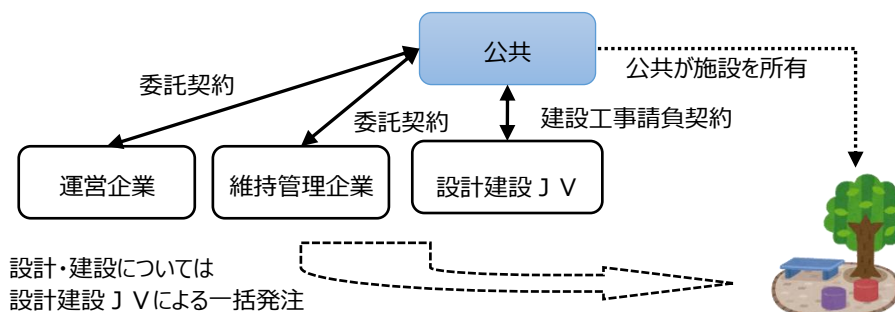 公共
公共が施設を所有
委託契約
委託契約
建設工事請負契約
運営企業
維持管理企業
設計建設ＪＶ
設計・建設については
設計建設ＪＶによる一括発注